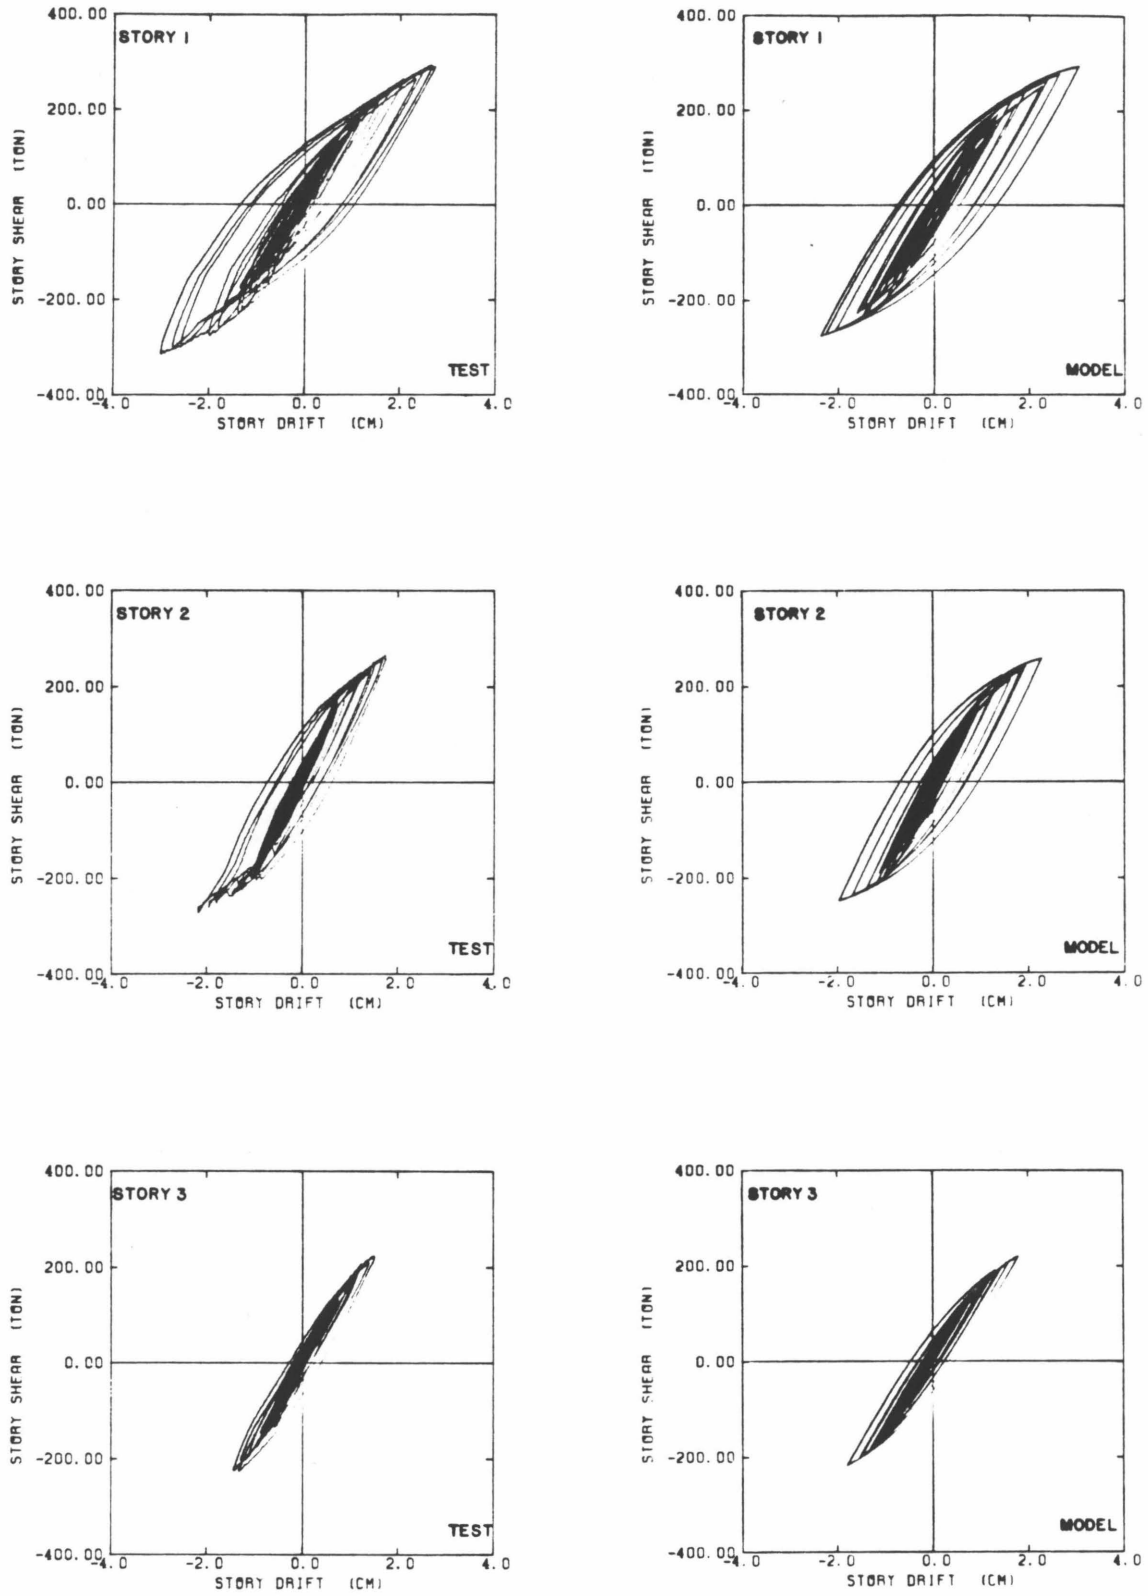 400.00
STORY 1
200.00
0.00
-200.00
-400.00
STORY SHEAR (TON)
TEST
-4.0 -2.0 0.0 2.0 4.0
STORY DRIFT (CM)
400.00
STORY 1
200.00
0.00
-200.00
-400.00
STORY SHEAR (TON)
MODEL
-4.0 -2.0 0.0 2.0 4.0
STORY DRIFT (CM)
400.00
STORY 2
200.00
0.00
-200.00
-400.00
STORY SHEAR (TON)
TEST
-4.0 -2.0 0.0 2.0 4.0
STORY DRIFT (CM)
400.00
STORY 2
200.00
0.00
-200.00
-400.00
STORY SHEAR (TON)
MODEL
-4.0 -2.0 0.0 2.0 4.0
STORY DRIFT (CM)
400.00
STORY 3
200.00
0.00
-200.00
-400.00
STORY SHEAR (TON)
TEST
-4.0 -2.0 0.0 2.0 4.0
STORY DRIFT (CM)
400.00
STORY 3
200.00
0.00
-200.00
-400.00
STORY SHEAR (TON)
MODEL
-4.0 -2.0 0.0 2.0 4.0
STORY DRIFT (CM)